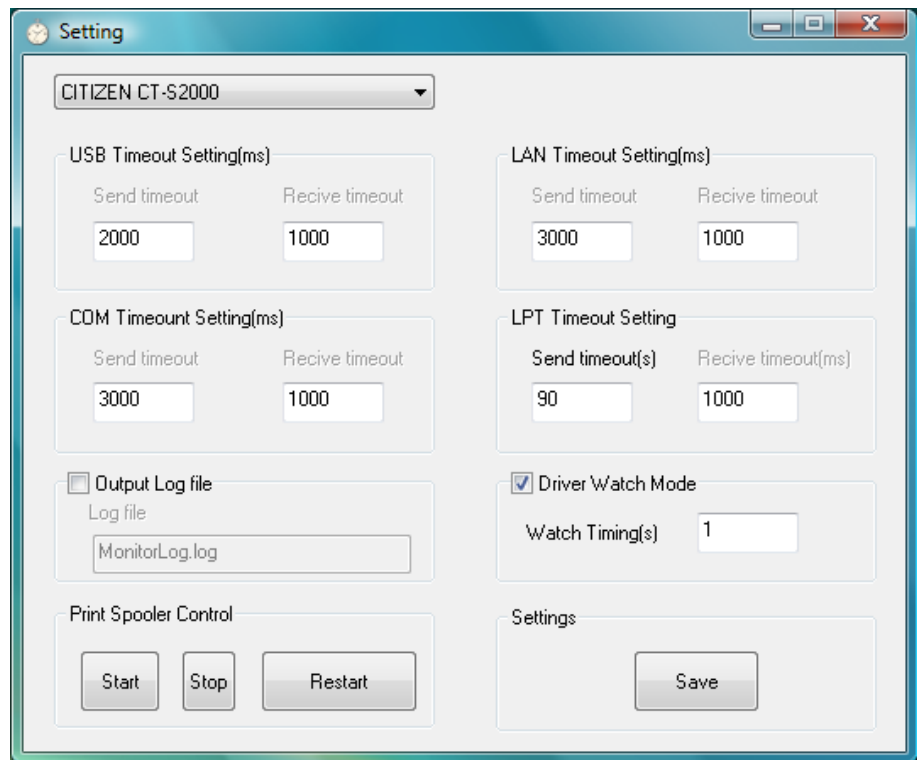 Setting
CITIZEN CT-S2000
USB Timeout Setting(ms)
Send timeout Recive timeout
2000 1000
LAN Timeout Setting(ms)
Send timeout Recive timeout
3000 1000
COM Timeount Setting(ms)
Send timeout Recive timeout
3000 1000
LPT Timeout Setting
Send timeout(s) Recive timeout(ms)
90 1000
Output Log file
Log file
MonitorLog.log
Driver Watch Mode
Watch Timing(s) 1
Print Spooler Control
Start Stop Restart
Settings
Save